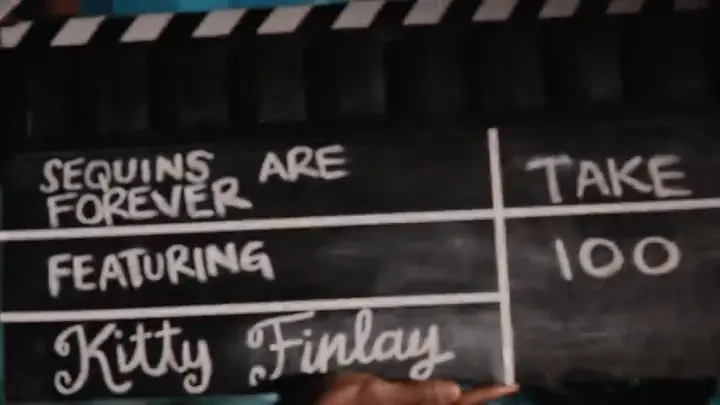 SEQUINS ARE
FOREVER
FEATURING
Kitty Finlay
TAKE
100